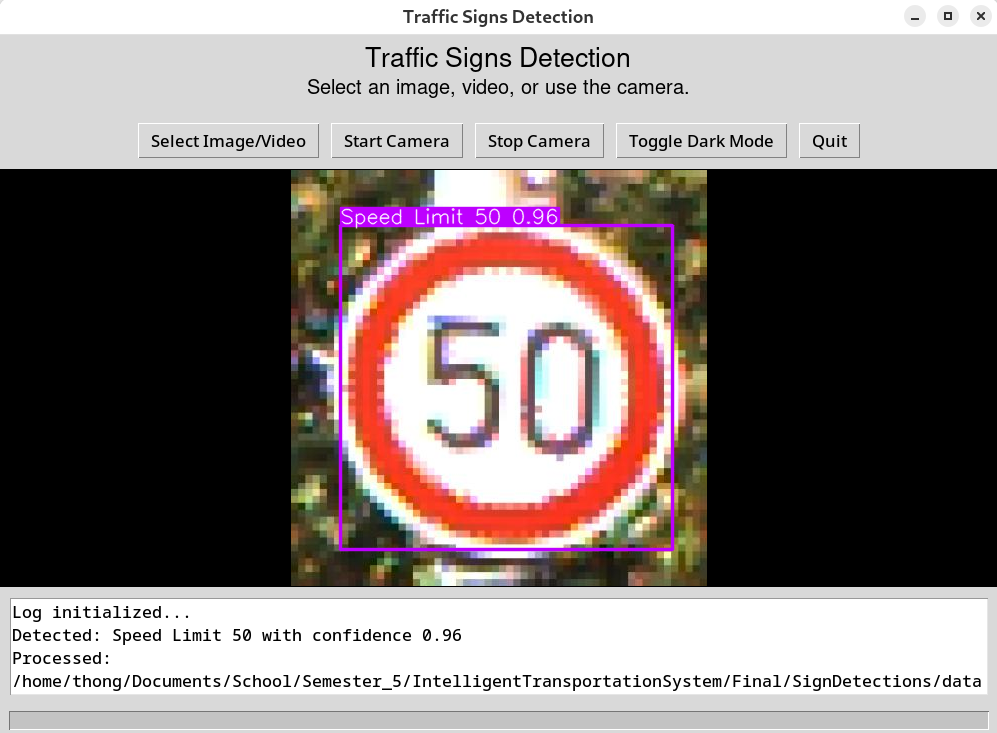 Traffic Signs Detection
Traffic Signs Detection
Select an image, video, or use the camera.
Select Image/Video
Start Camera
Stop Camera
Toggle Dark Mode
Quit
Speed Limit 50 0.96
50
Log initialized...
Detected: Speed Limit 50 with confidence 0.96
Processed:
/home/thong/Documents/School/Semester_5/IntelligentTransportationSystem/Final/SignDetections/data